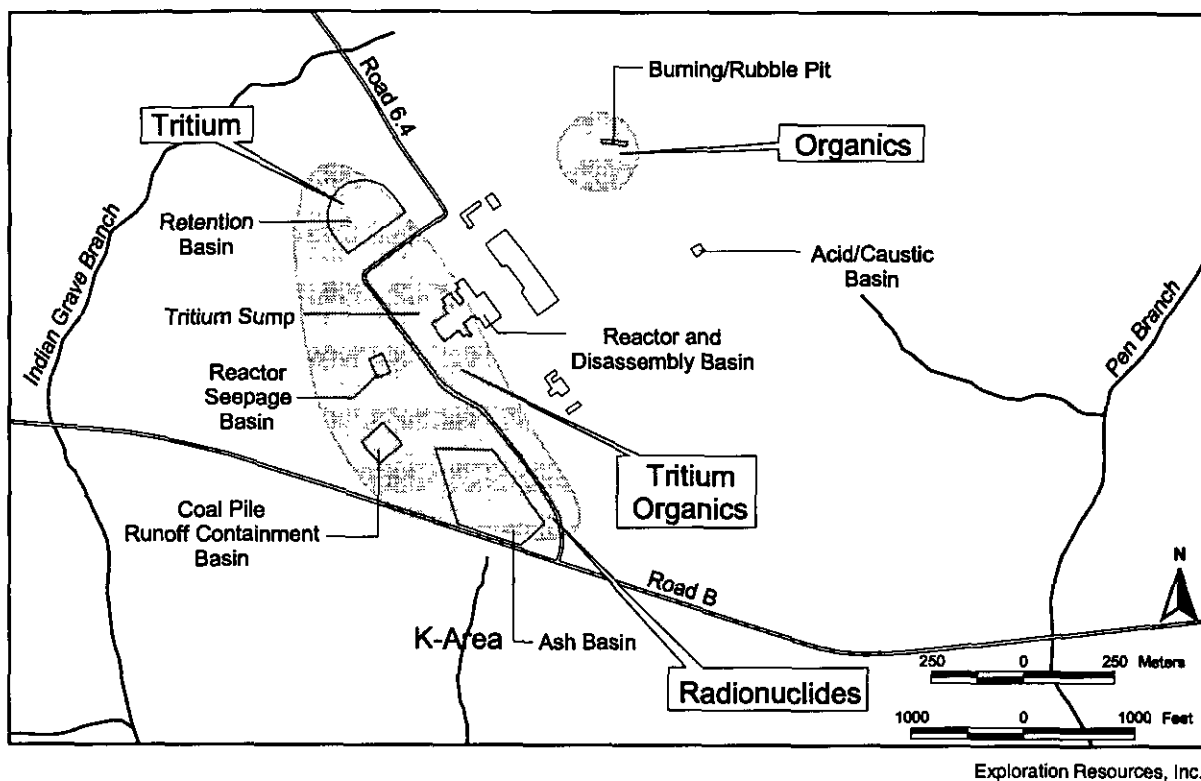 Road 6.4
Burning/Rubble Pit
Tritium
Organics
Retention
Basin
Indian Grave Branch
Acid/Caustic
Basin
Pen Branch
Tritium Sump
Reactor and
Disassembly Basin
Reactor
Seepage
Basin
Tritium
Organics
Coal Pile
Runoff Containment
Basin
Road B
N
K-Area
Ash Basin
Radionuclides
250 0 250 Meters
1000 0 1000 Feet
Exploration Resources, Inc.